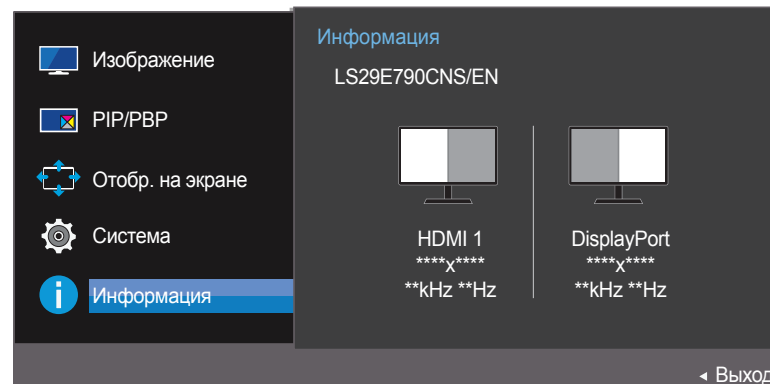 Изображение
PIP/PBP
Отобр. на экране
Система
Информация
Информация
LS29E790CNS/EN
HDMI 1
****x****
**kHz **Hz
DisplayPort
****x****
**kHz **Hz
Выход